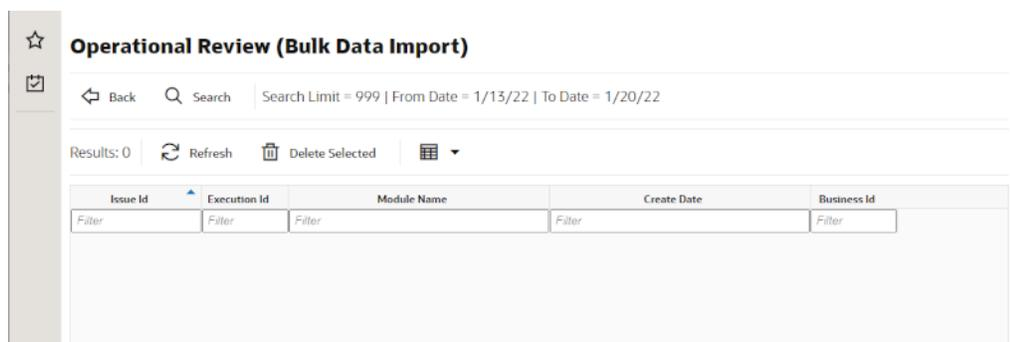 Operational Review (Bulk Data Import)
Back Search Search Limit = 999 | From Date = 1/13/22 | To Date = 1/20/22
Results: 0 Refresh Delete Selected
Issue Id Execution Id Module Name Create Date Business Id
Filter Filter Filter Filter Filter